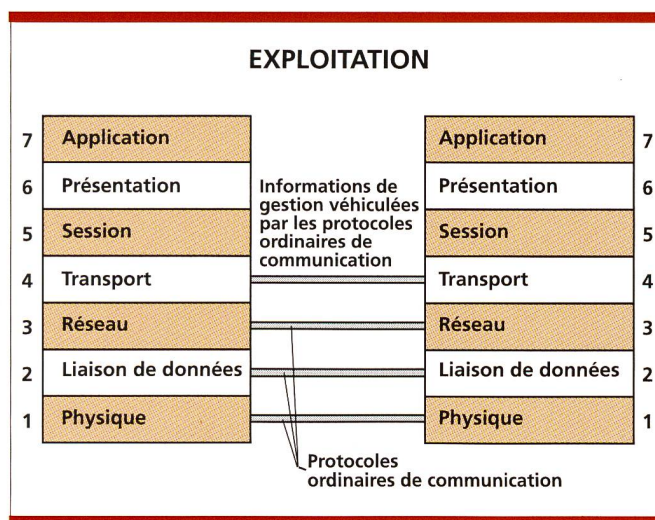 EXPLOITATION
7 Application
6 Présentation
5 Session
4 Transport
3 Réseau
2 Liaison de données
1 Physique
Informations de
gestion véhiculées
par les protocoles
ordinaires de
communication
Application 7
Présentation 6
Session 5
Transport 4
Réseau 3
Liaison de données 2
Physique 1
Protocoles
ordinaires de communication